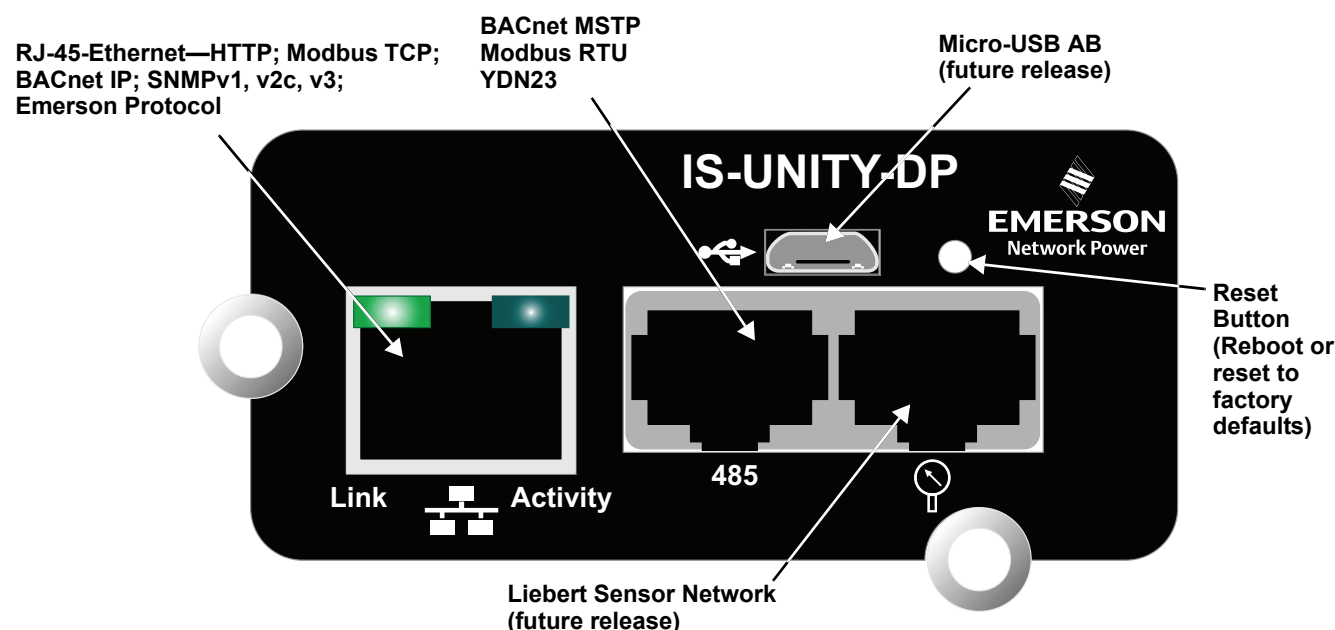 RJ-45-Ethernet—HTTP; Modbus TCP;
BACnet IP; SNMPv1, v2c, v3;
Emerson Protocol
BACnet MSTP
Modbus RTU
YDN23
Micro-USB AB
(future release)
IS-UNITY-DP
EMERSON
Network Power
Reset
Button
(Reboot or
reset to
factory
defaults)
Link
Activity
485
Liebert Sensor Network
(future release)